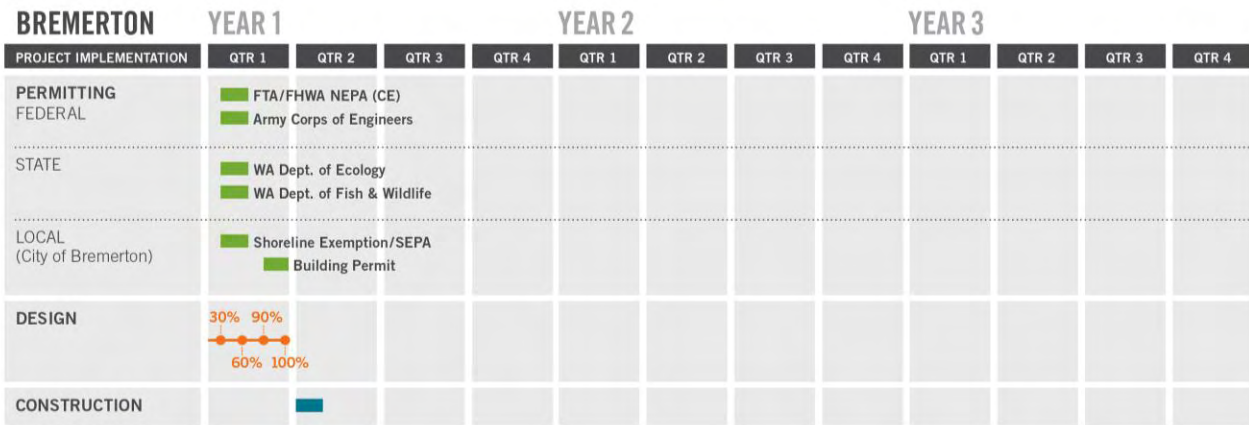 BREMERTON YEAR 1 YEAR 2 YEAR 3
PROJECT IMPLEMENTATION QTR 1 QTR 2 QTR 3 QTR 4 QTR 1 QTR 2 QTR 3 QTR 4 QTR 1 QTR 2 QTR 3 QTR 4
PERMITTING
FEDERAL
FTA/FHWA NEPA (CE)
Army Corps of Engineers
STATE
WA Dept. of Ecology
WA Dept. of Fish & Wildlife
LOCAL
(City of Bremerton)
Shoreline Exemption/SEPA
Building Permit
DESIGN
30% 90%
60% 100%
CONSTRUCTION